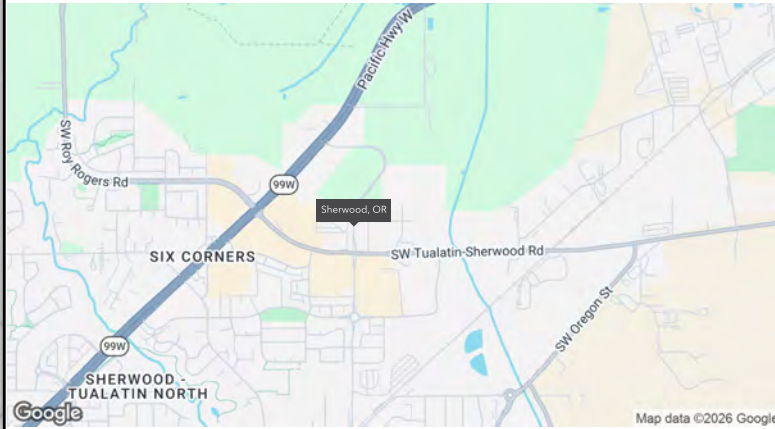 Pacific Hwy W
SW Roy Rogers Rd
99W
Sherwood, OR
SIX CORNERS
SW Tualatin-Sherwood Rd
SW Oregon St
99W
SHERWOOD -
TUALATIN NORTH
Google
Map data ©2026 Google